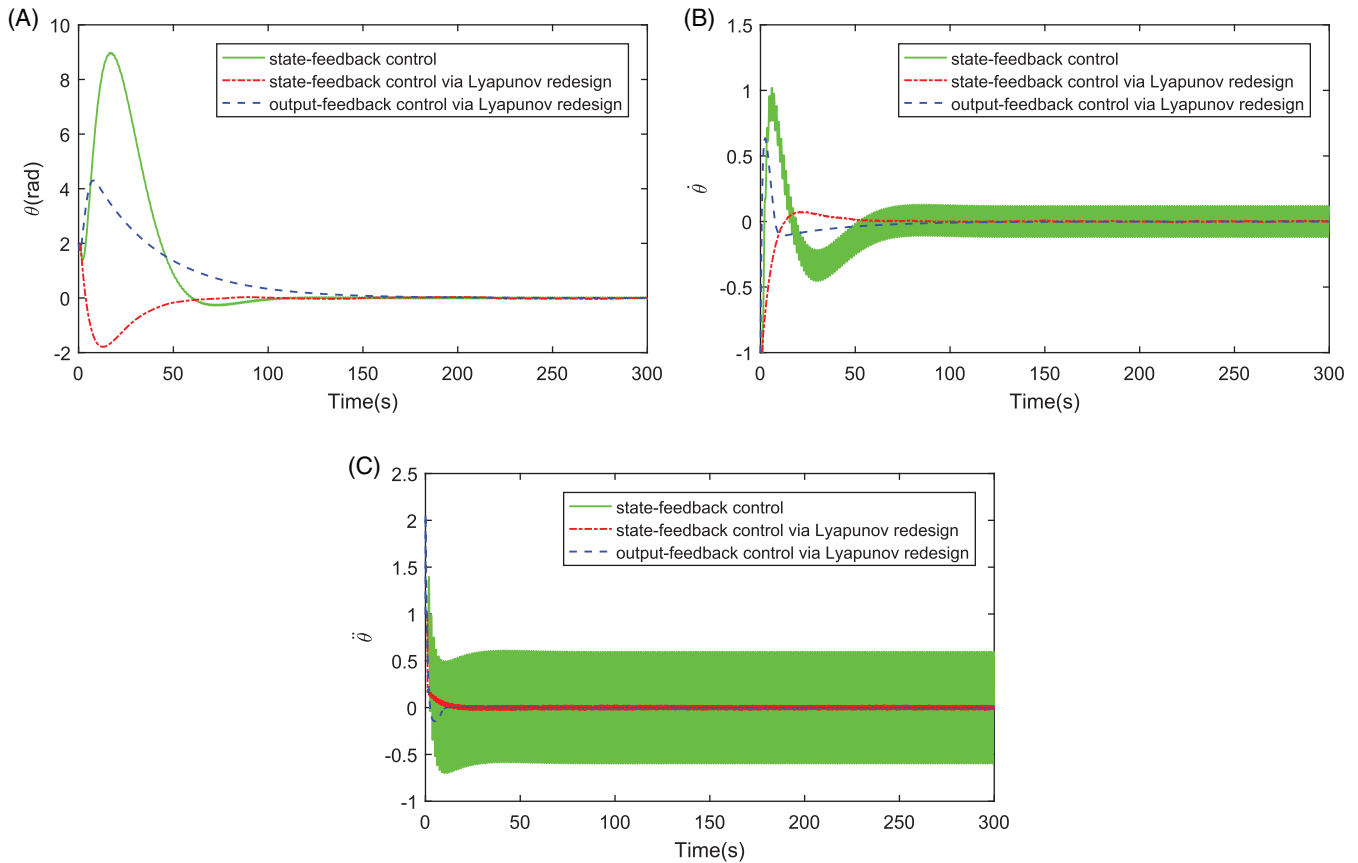 (A)
10
8
6
4
2
0
-2
θ(rad)
state-feedback control
state-feedback control via Lyapunov redesign
output-feedback control via Lyapunov redesign
0 50 100 150 200 250 300
Time(s)
(B)
1.5
1
0.5
0
-0.5
-1
θ̇
state-feedback control
state-feedback control via Lyapunov redesign
output-feedback control via Lyapunov redesign
0 50 100 150 200 250 300
Time(s)
(C)
2.5
2
1.5
1
0.5
0
-0.5
-1
θ̈
state-feedback control
state-feedback control via Lyapunov redesign
output-feedback control via Lyapunov redesign
0 50 100 150 200 250 300
Time(s)